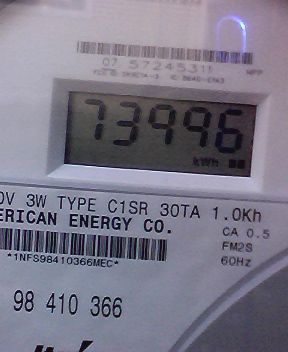 07 57245311
73996
kWh
0V 3W TYPE C1SR 30TA 1.0Kh
ERICAN ENERGY CO.
CA 0.5
FM2S
*1NFS98410366MEC*
60Hz
98 410 366